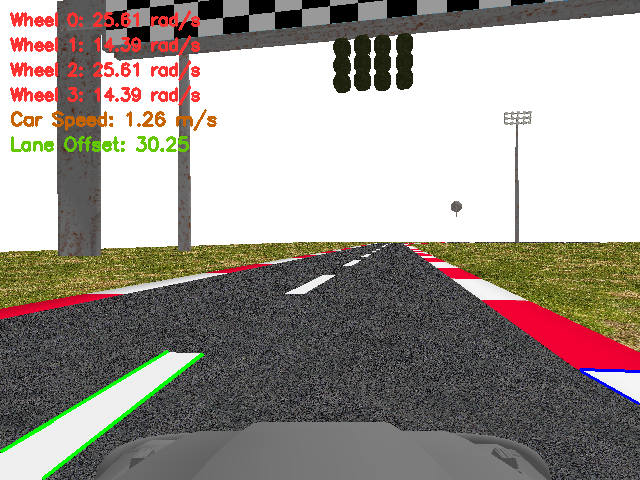 Wheel 0: 25.61 rad/s
Wheel 1: 14.39 rad/s
Wheel 2: 25.61 rad/s
Wheel 3: 14.39 rad/s
Car Speed: 1.26 m/s
Lane Offset: 30.25